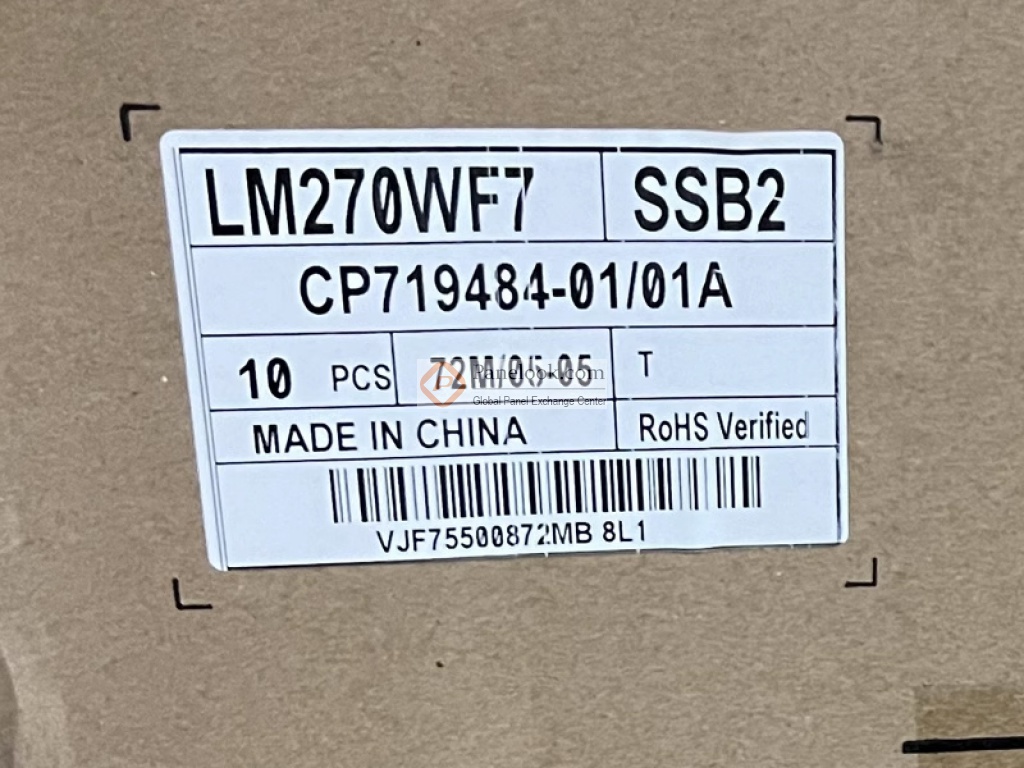 LM270WF7 SSB2
CP719484-01/01A
10 PCS 72M/05-05 T
Panelook.com
Global Panel Exchange Center
MADE IN CHINA RoHS Verified
VJF75500872MB 8L1